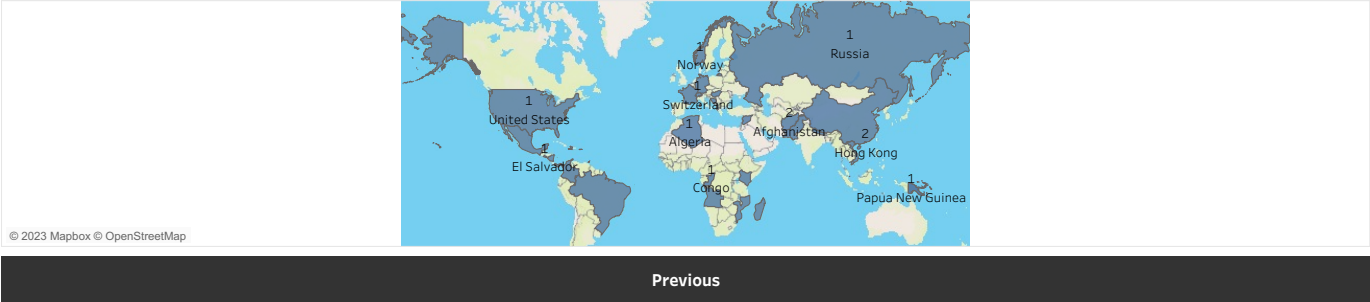 1
Russia
1
Norway
1
Switzerland
1
United States
1
Algeria
2
Afghanistan
2
Hong Kong
1
El Salvador
1
Congo
1
Papua New Guinea
© 2023 Mapbox © OpenStreetMap
Previous